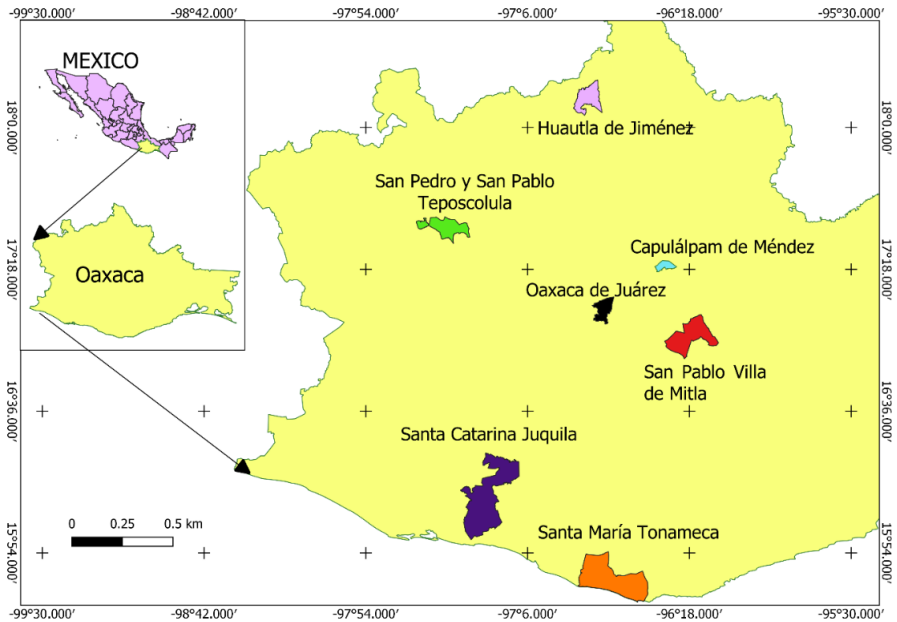 -99°30.000' -98°42.000' -97°54.000' -97°6.000' -96°18.000' -95°30.000'
MEXICO
18°0.000' 18°0.000'
Huautla de Jiménez
San Pedro y San Pablo
Teposcolula
Capulálpam de Méndez
17°18.000' 17°18.000'
Oaxaca
Oaxaca de Juárez
San Pablo Villa
de Mitla
16°36.000' 16°36.000'
Santa Catarina Juquila
0 0.25 0.5 km
Santa María Tonameca
15°54.000' 15°54.000'
-99°30.000' -98°42.000' -97°54.000' -97°6.000' -96°18.000' -95°30.000'